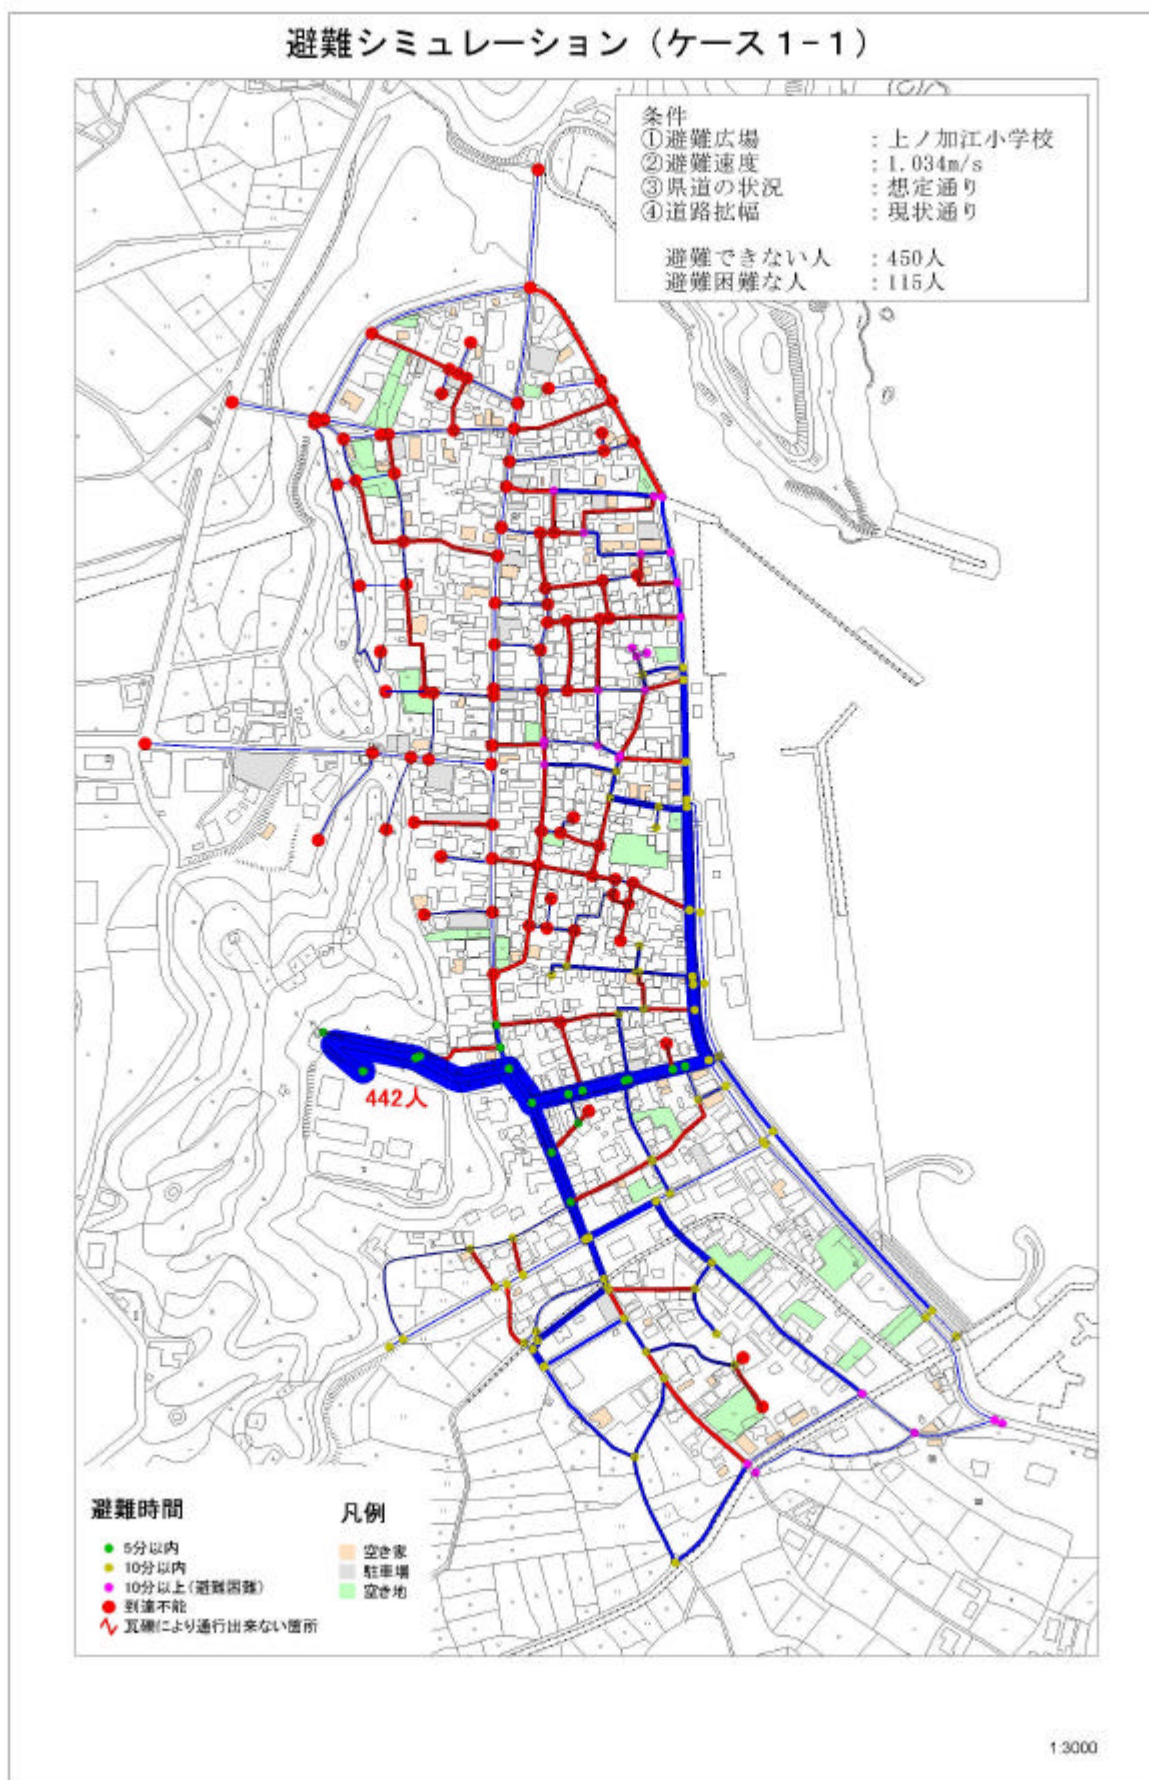 避難シミュレーション（ケース1-1）
条件
①避難広場 ：上ノ加江小学校
②避難速度 ：1.034m/s
③県道の状況 ：想定通り
④道路拡幅 ：現状通り
避難できない人 ：450人
避難困難な人 ：115人
442人
避難時間
5分以内
10分以内
10分以上(避難困難)
到達不能
瓦礫により通行出来ない箇所
凡例
空き家
駐車場
空き地
1:3000